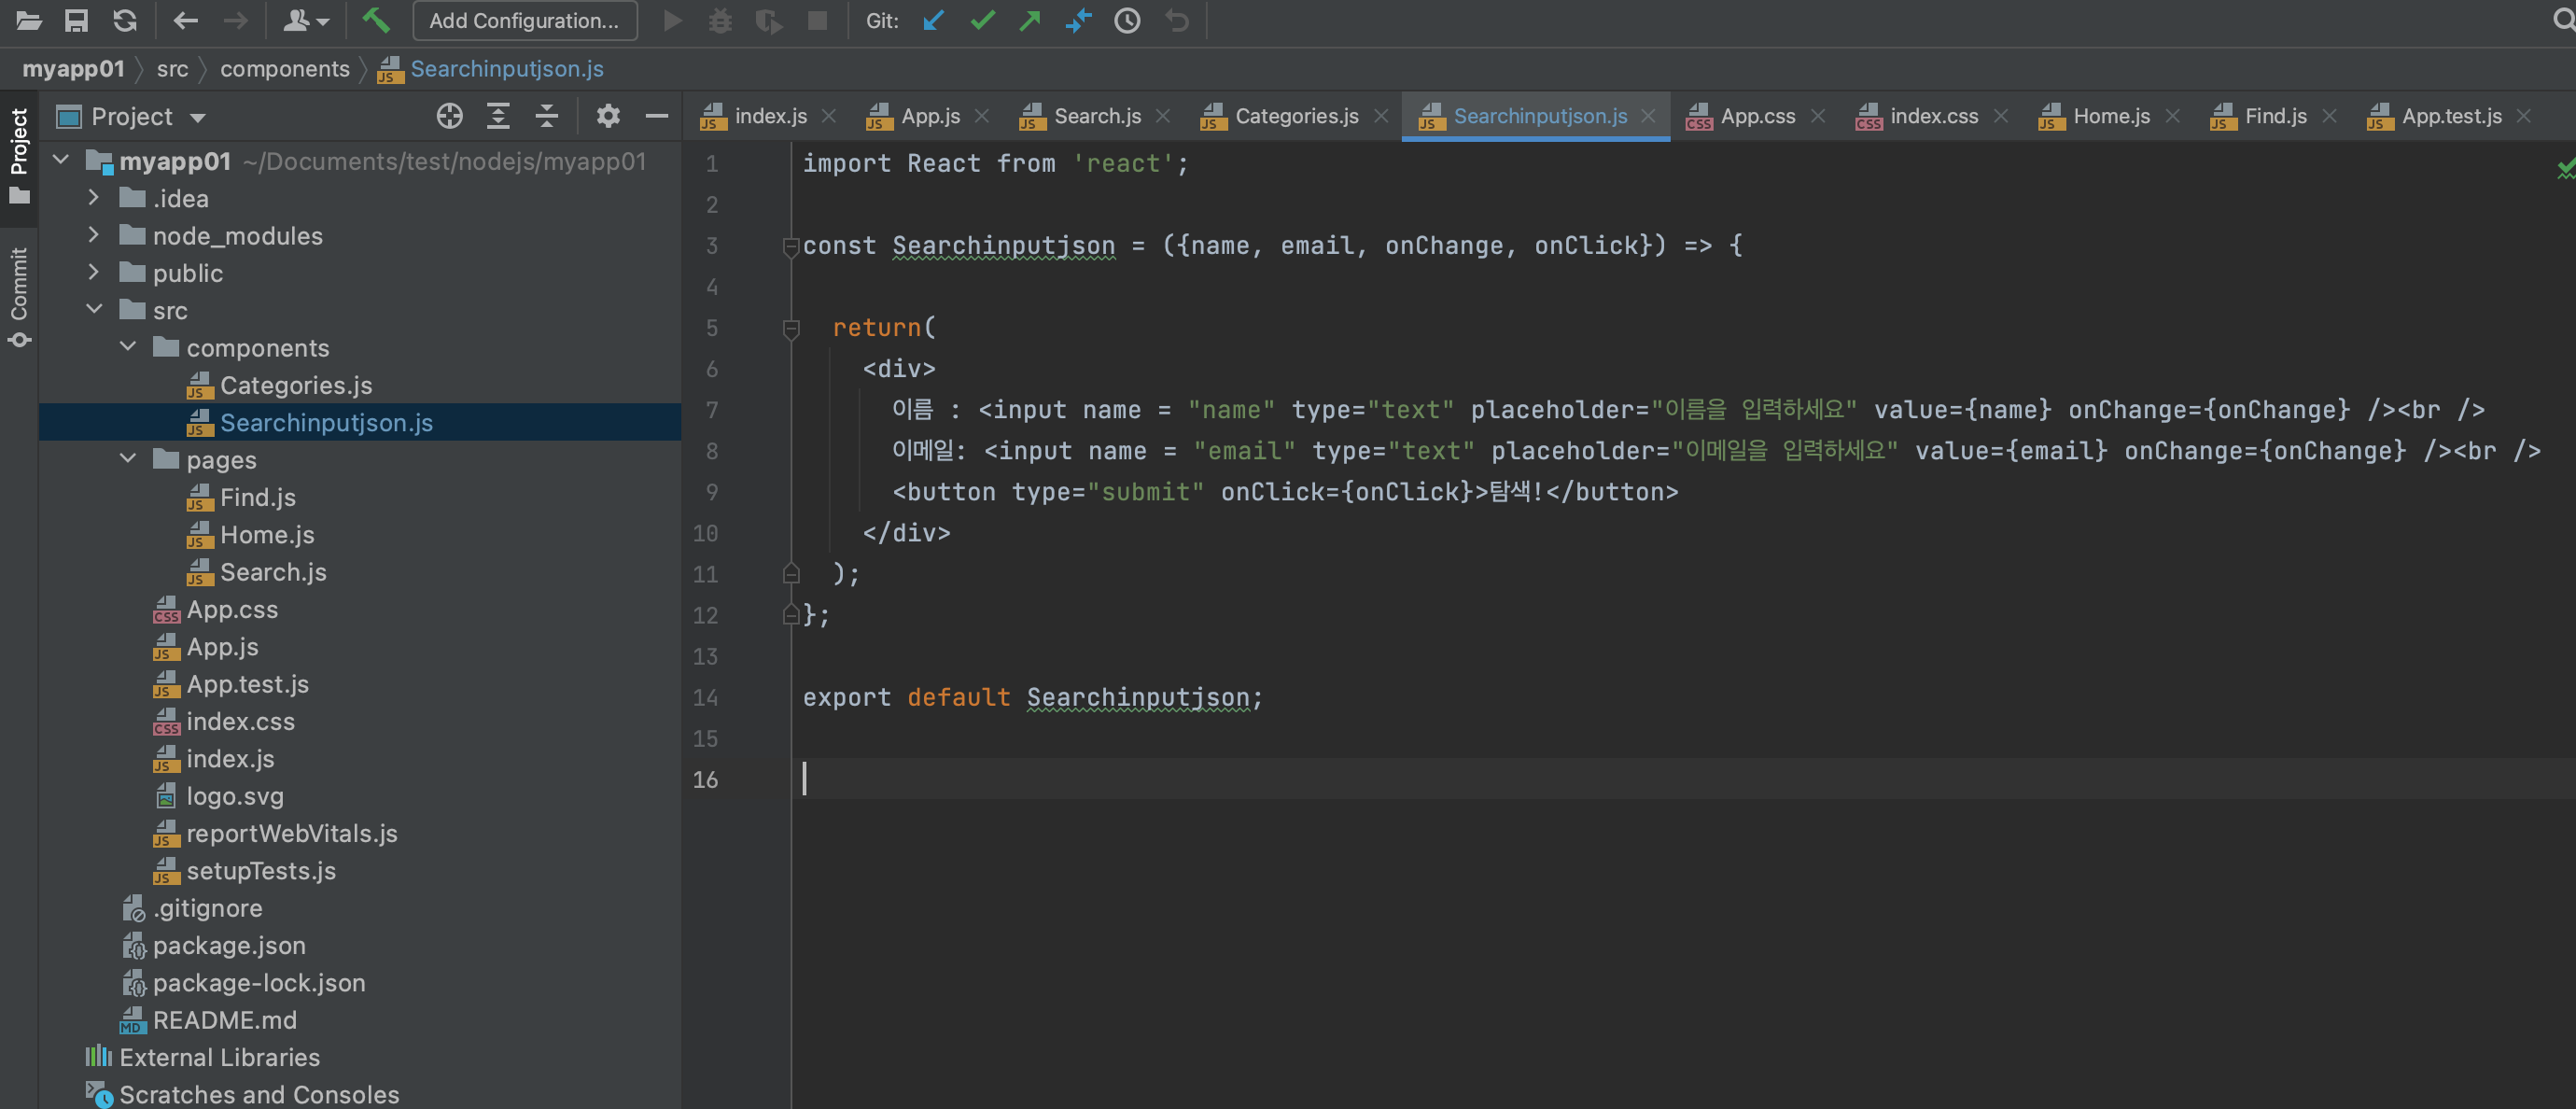 Add Configuration...
Git:
myapp01 src components Searchinputjson.js
Project
Commit
Project
index.js App.js Search.js Categories.js Searchinputjson.js App.css index.css Home.js Find.js App.test.js
myapp01 ~/Documents/test/nodejs/myapp01
.idea
node_modules
public
src
components
Categories.js
Searchinputjson.js
pages
Find.js
Home.js
Search.js
App.css
App.js
App.test.js
index.css
index.js
logo.svg
reportWebVitals.js
setupTests.js
.gitignore
package.json
package-lock.json
README.md
External Libraries
Scratches and Consoles
1 import React from 'react';
2
3 const Searchinputjson = ({name, email, onChange, onClick}) => {
4
5 return(
6 <div>
7 이름 : <input name = "name" type="text" placeholder="이름을 입력하세요" value={name} onChange={onChange} /><br />
8 이메일: <input name = "email" type="text" placeholder="이메일을 입력하세요" value={email} onChange={onChange} /><br />
9 <button type="submit" onClick={onClick}>탐색!</button>
10 </div>
11 );
12 };
13
14 export default Searchinputjson;
15
16